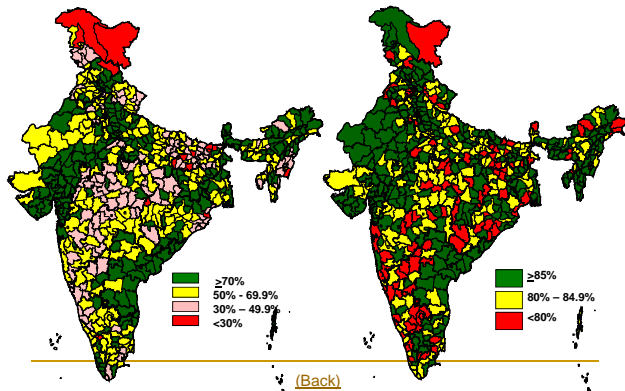 ≥70%
50% - 69.9%
30% – 49.9%
<30%
≥85%
80% – 84.9%
<80%
(Back)